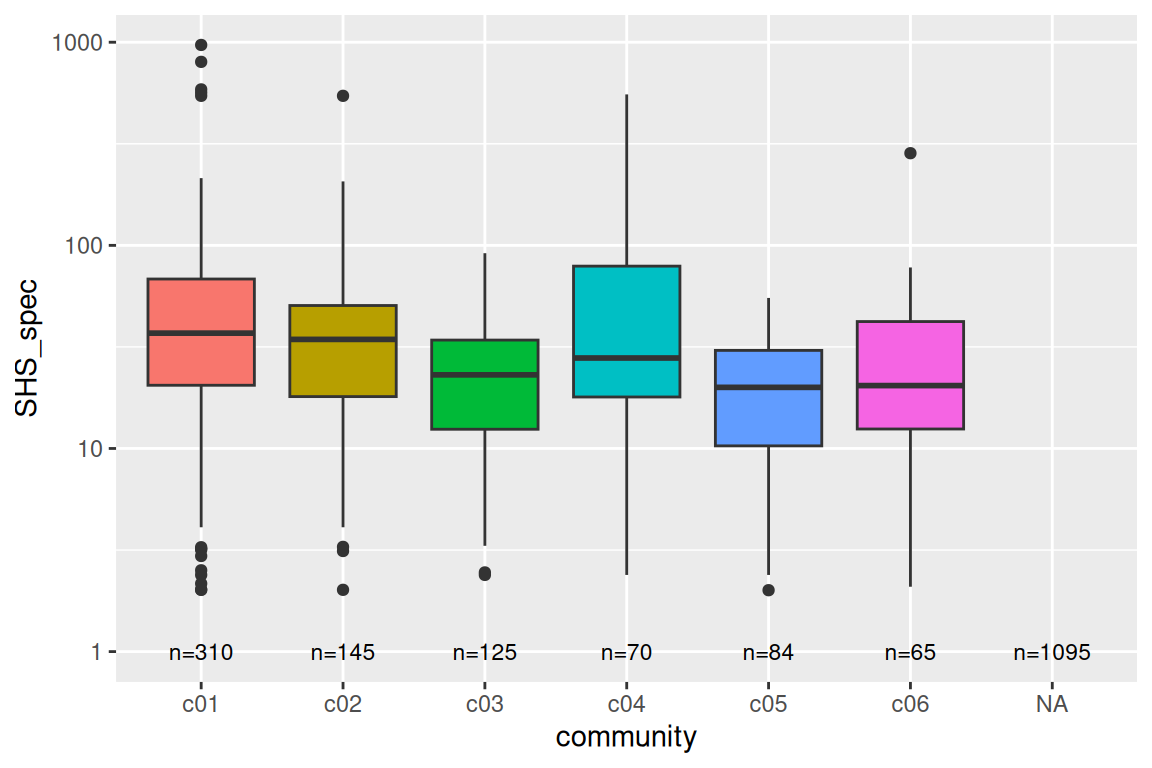 1000
100
10
1
SHS_spec
n=310 n=145 n=125 n=70 n=84 n=65 n=1095
c01 c02 c03 c04 c05 c06 NA
community